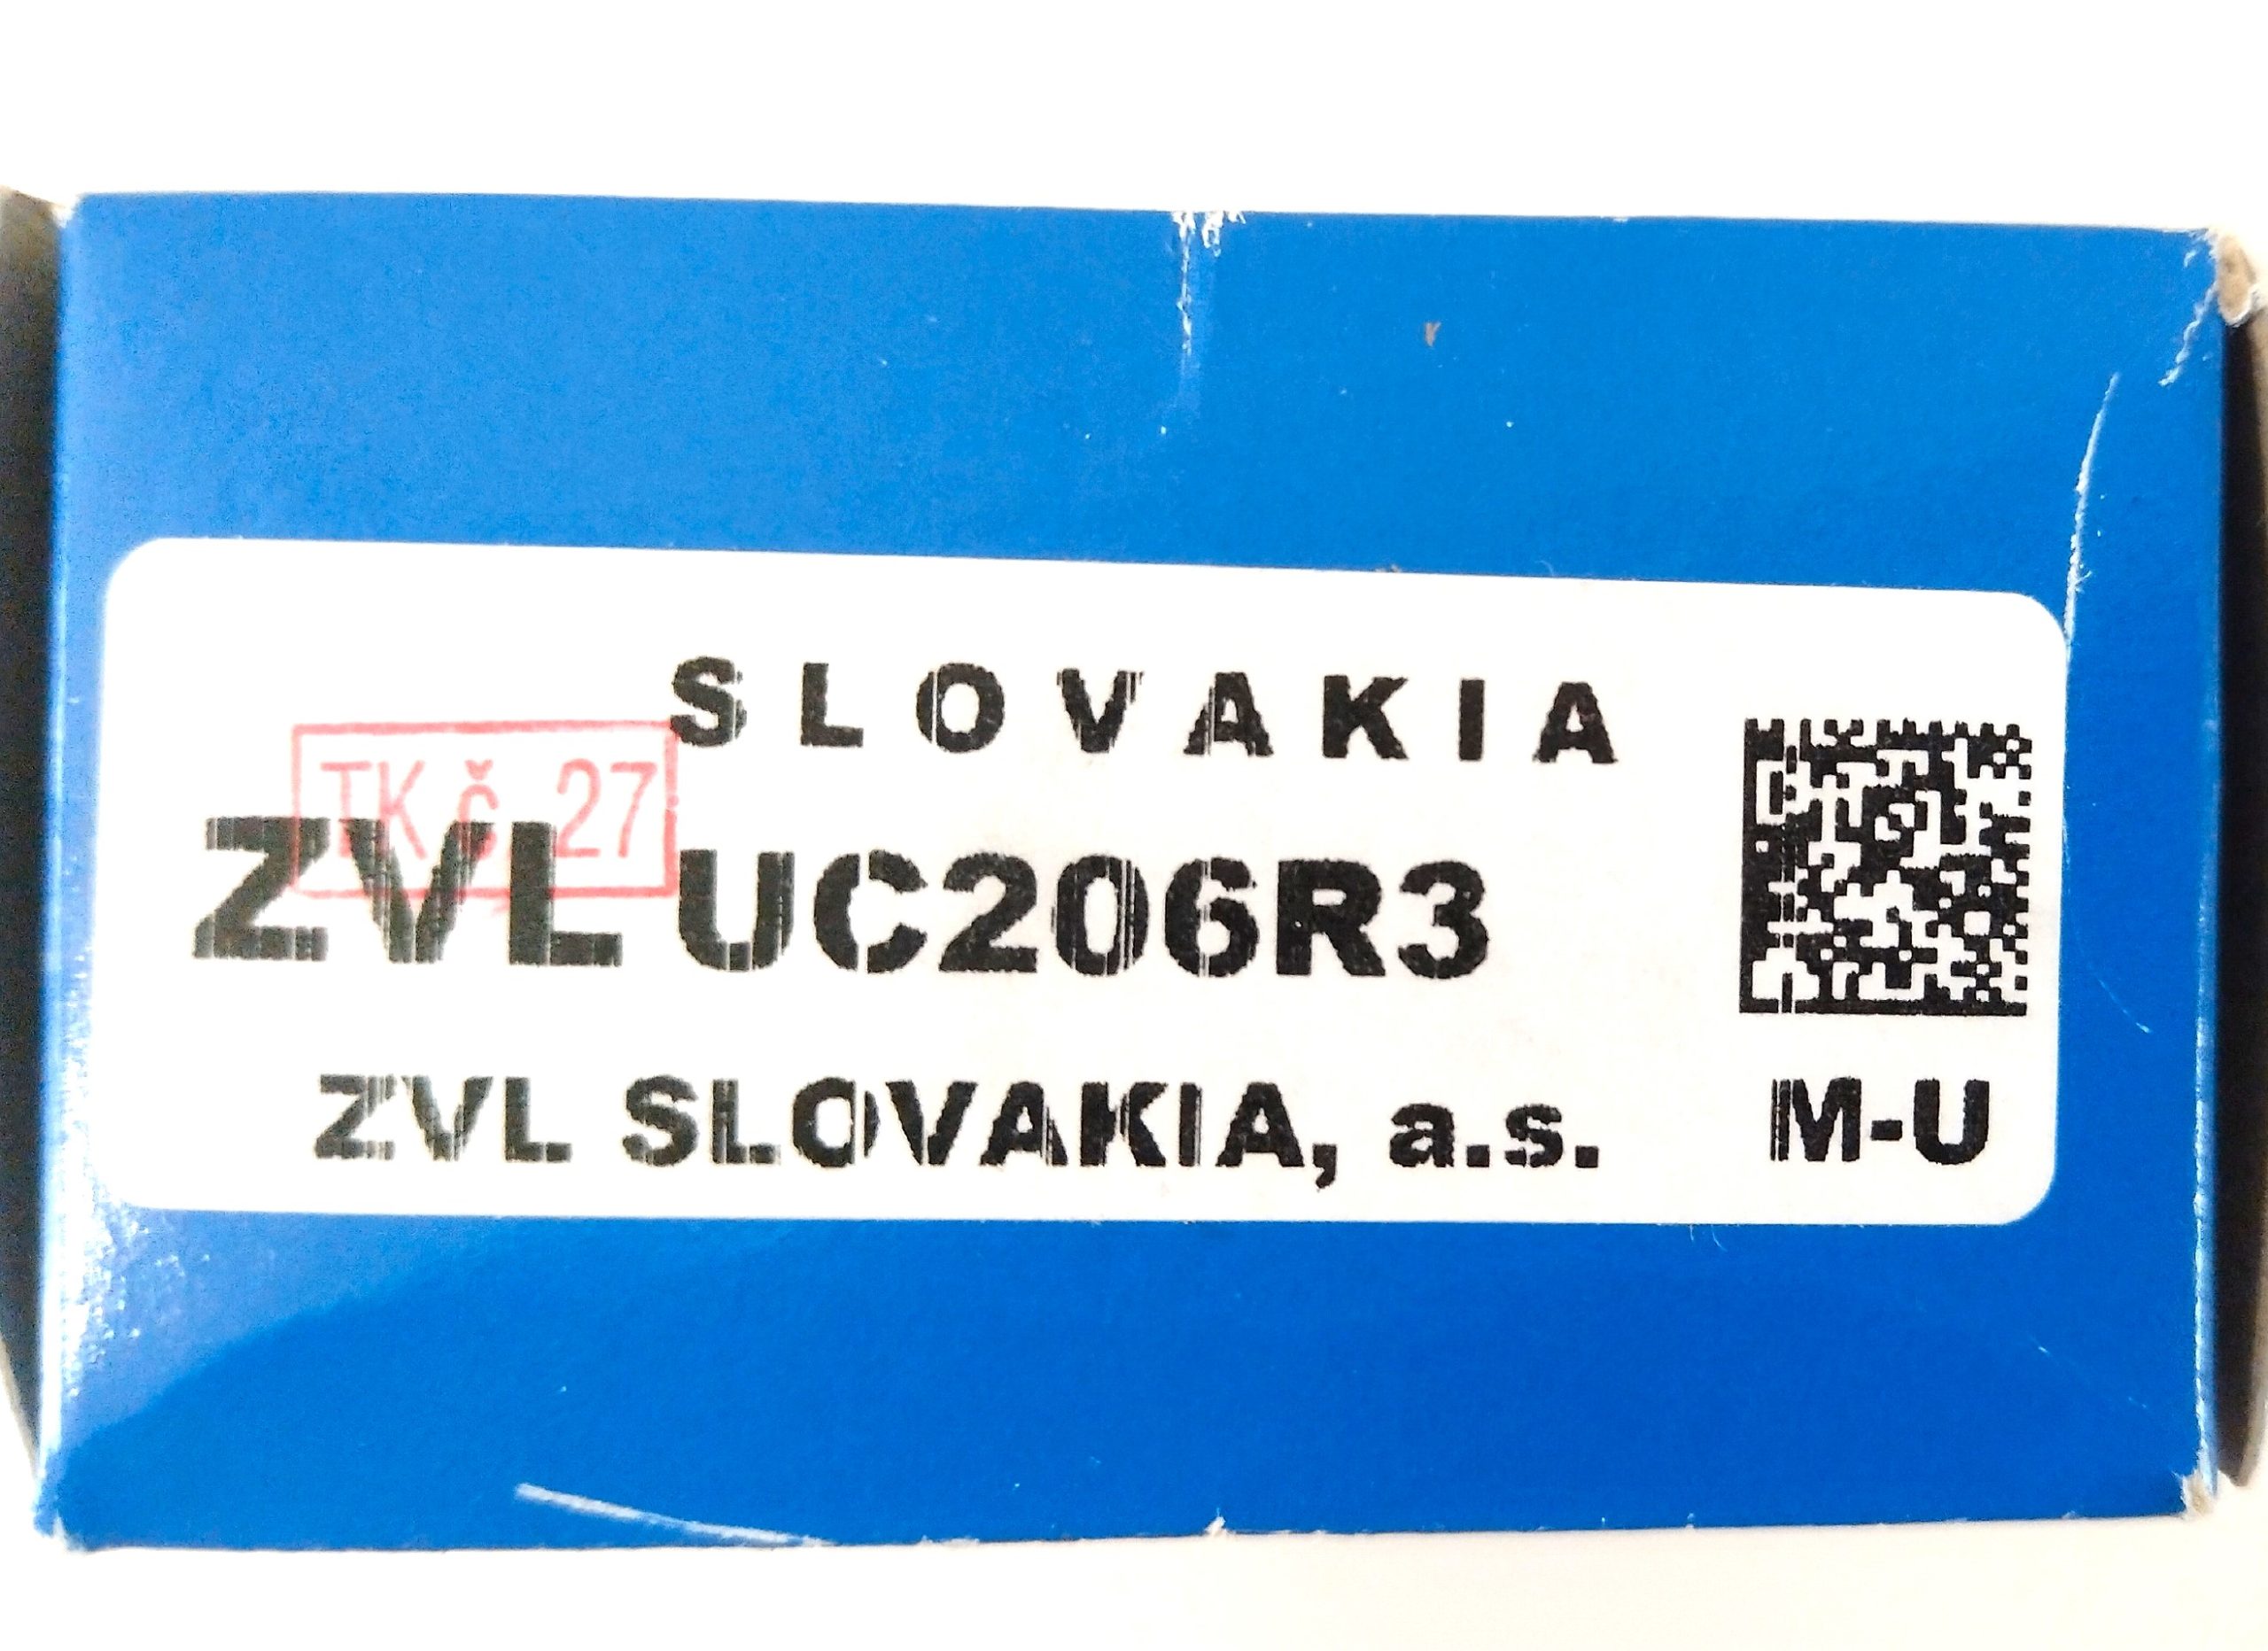 SLOVAKIA
TK č 27
ZVL UC206R3
ZVL SLOVAKIA, a.s.
M-U